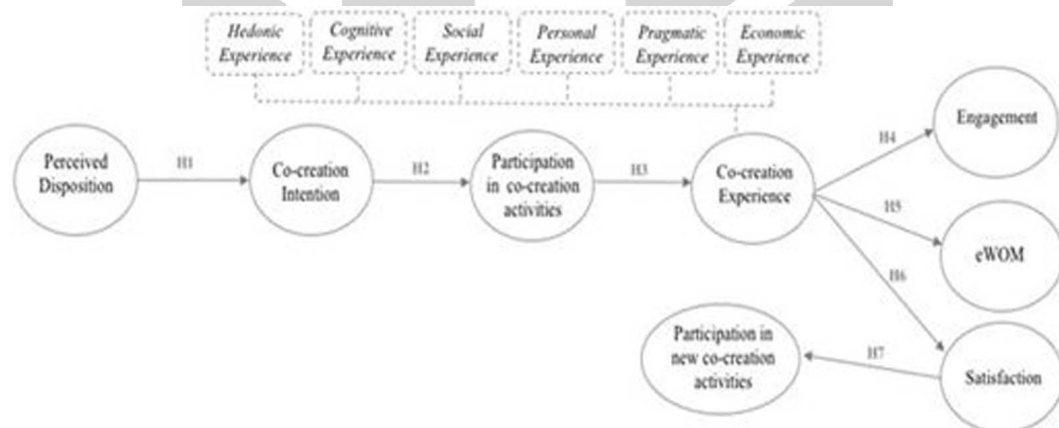 Hedonic
Experience
Cognitive
Experience
Social
Experience
Personal
Experience
Pragmatic
Experience
Economic
Experience
Perceived
Disposition
H1
Co-creation
Intention
H2
Participation
in co-creation
activities
H3
Co-creation
Experience
H4
Engagement
H5
eWOM
H6
Satisfaction
H7
Participation in
new co-creation
activities